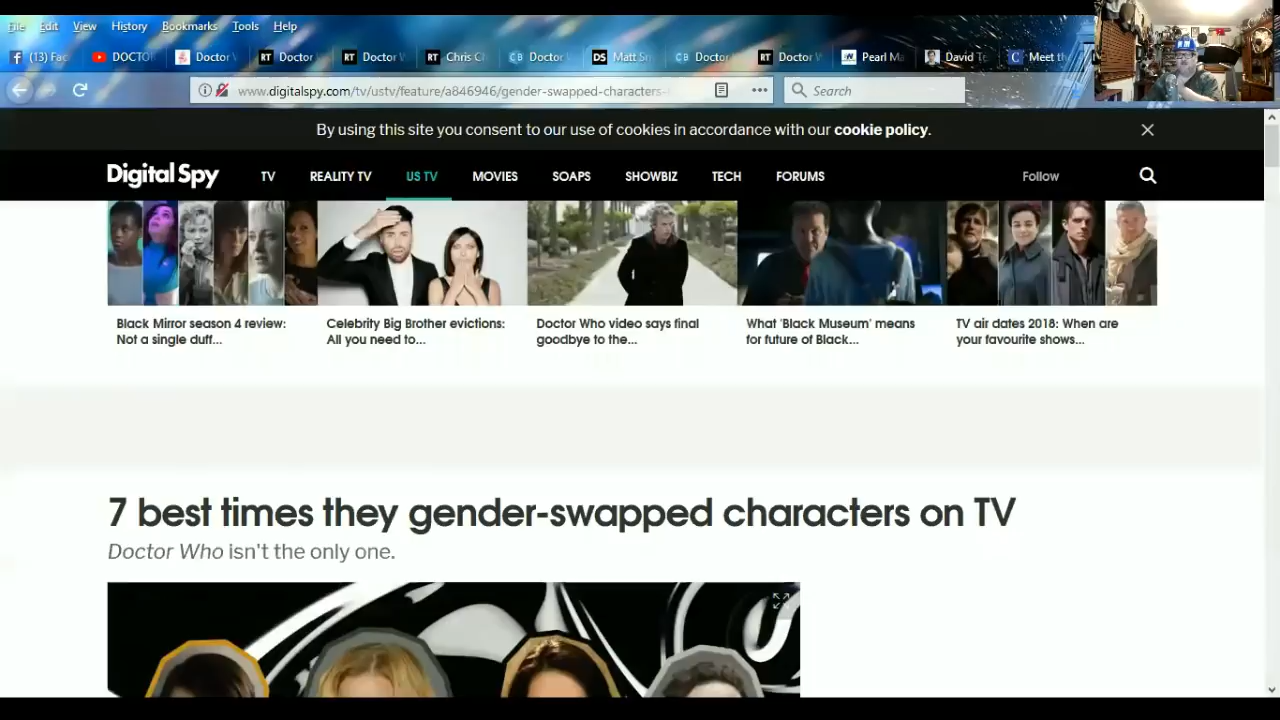 File Edit View History Bookmarks Tools Help
(13) Fac DOCTOR Doctor Doctor Doctor Chris C Doctor Matt Sm Doctor Doctor Pearl Ma David Te Meet th
www.digitalspy.com/tv/ustv/feature/a846946/gender-swapped-characters- Search
By using this site you consent to our use of cookies in accordance with our cookie policy.
Digital Spy TV REALITY TV US TV MOVIES SOAPS SHOWBIZ TECH FORUMS Follow
Black Mirror season 4 review:
Not a single duff...
Celebrity Big Brother evictions:
All you need to...
Doctor Who video says final
goodbye to the...
What 'Black Museum' means
for future of Black...
TV air dates 2018: When are
your favourite shows...
7 best times they gender-swapped characters on TV
Doctor Who isn't the only one.